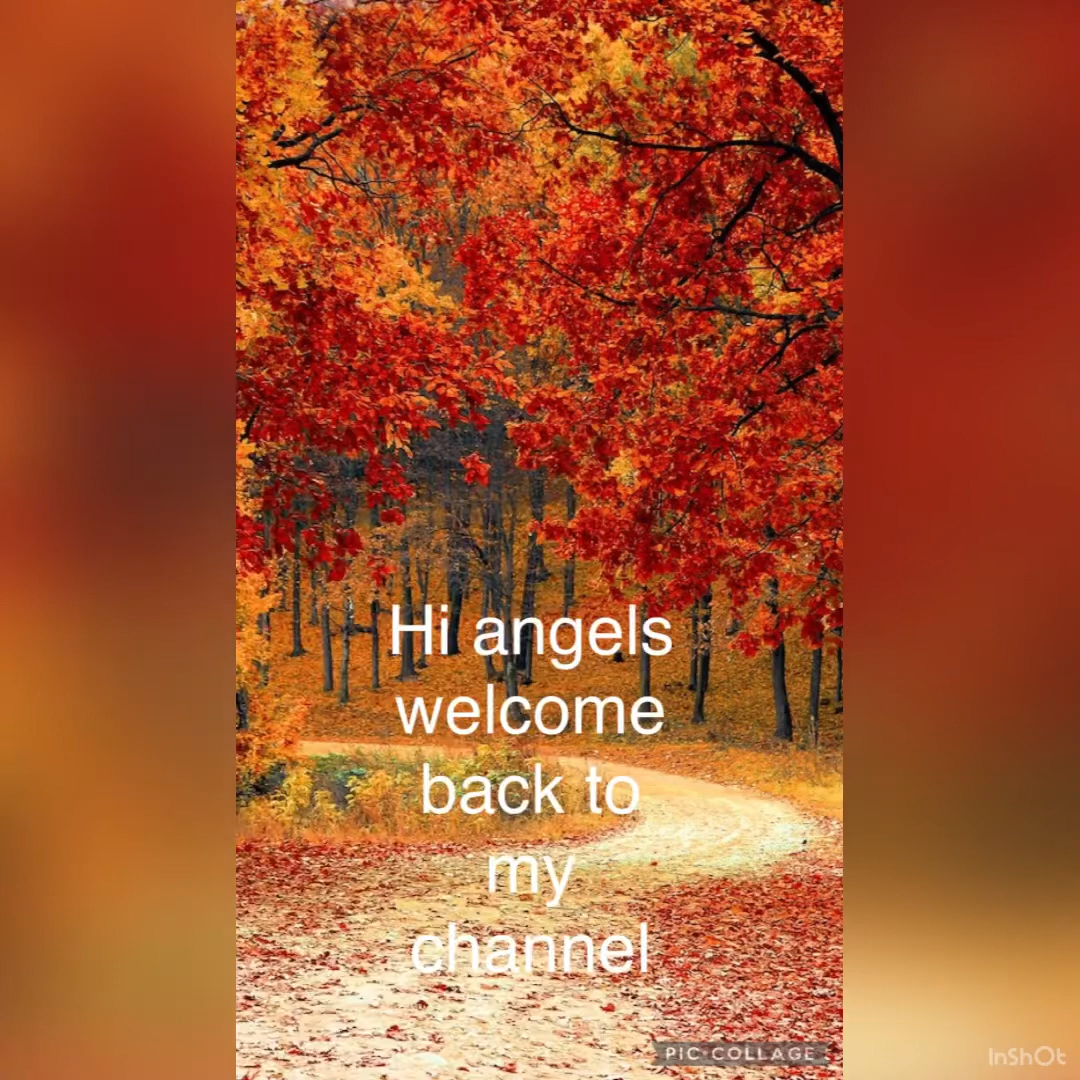 Hi angels
welcome
back to
my
channel
PIC•COLLAGE
InShOt